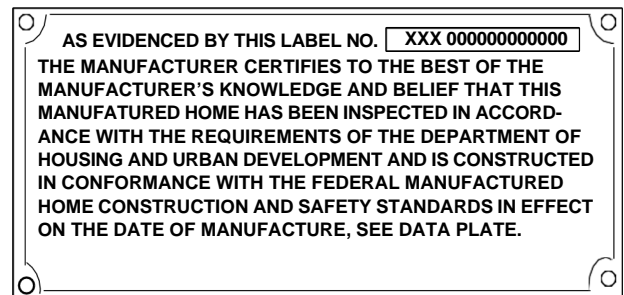 AS EVIDENCED BY THIS LABEL NO. XXX 000000000000
THE MANUFACTURER CERTIFIES TO THE BEST OF THE
MANUFACTURER'S KNOWLEDGE AND BELIEF THAT THIS
MANUFATURED HOME HAS BEEN INSPECTED IN ACCORD-
ANCE WITH THE REQUIREMENTS OF THE DEPARTMENT OF
HOUSING AND URBAN DEVELOPMENT AND IS CONSTRUCTED
IN CONFORMANCE WITH THE FEDERAL MANUFACTURED
HOME CONSTRUCTION AND SAFETY STANDARDS IN EFFECT
ON THE DATE OF MANUFACTURE, SEE DATA PLATE.